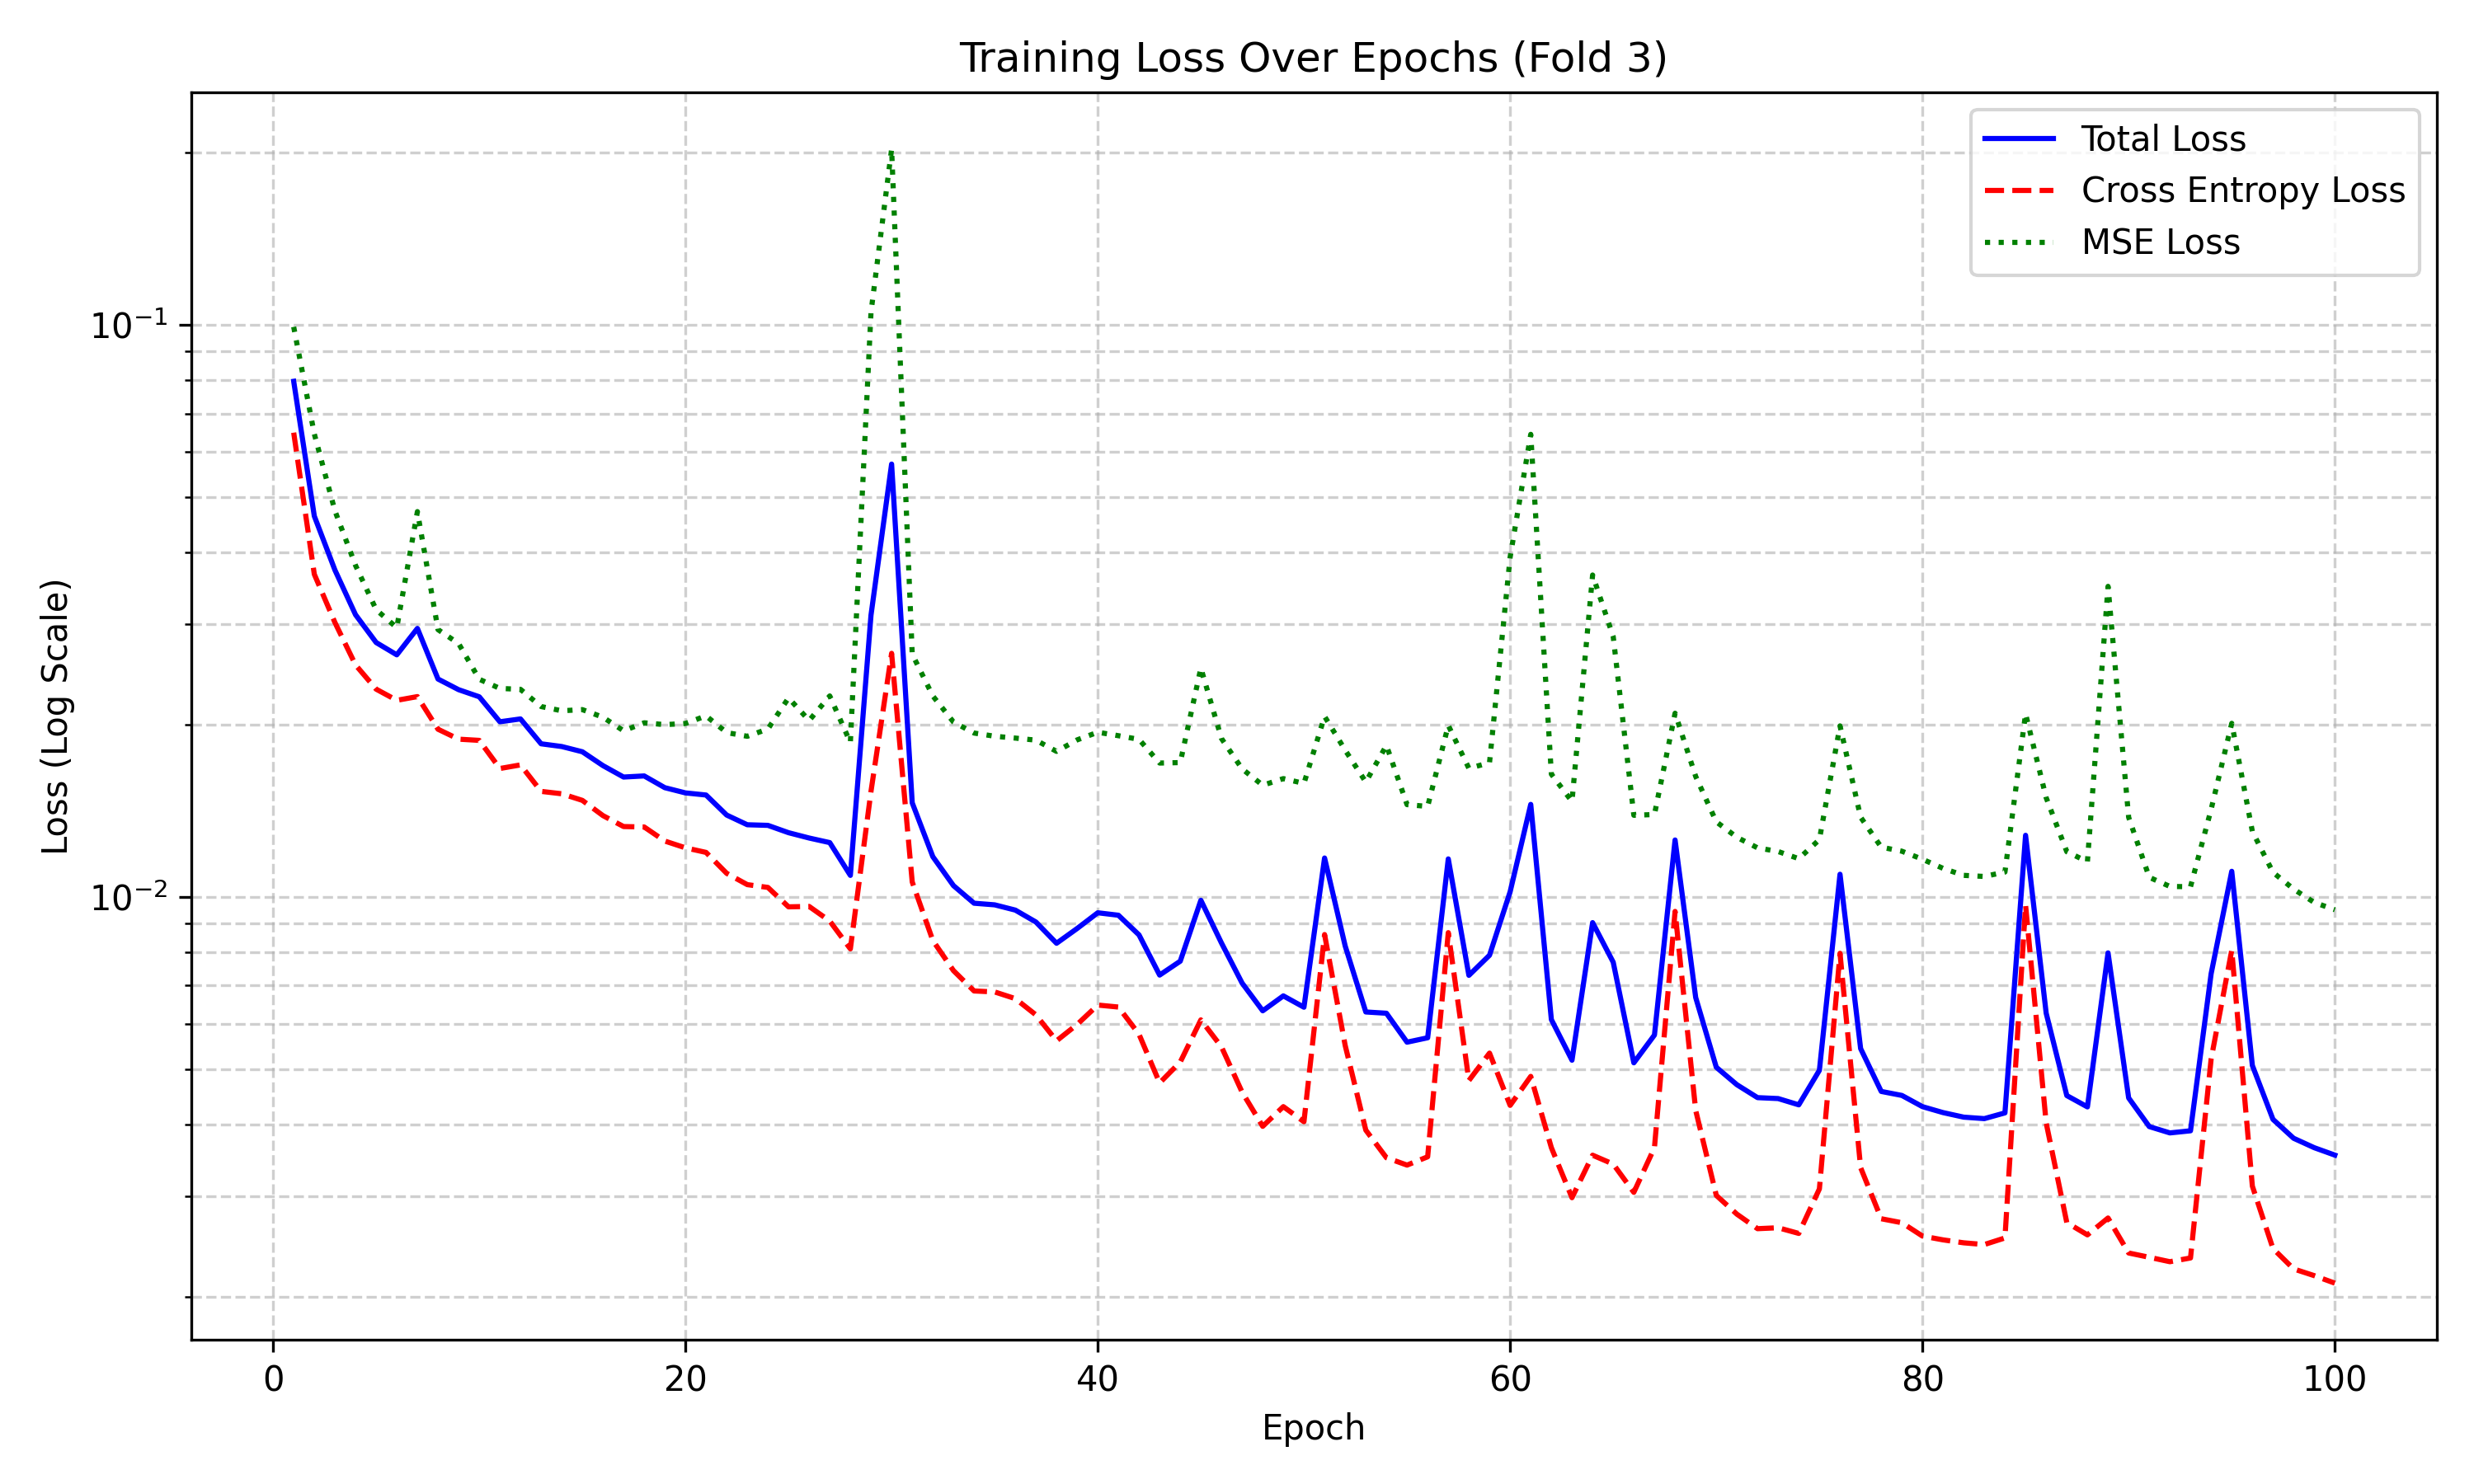 Training Loss Over Epochs (Fold 3)
Total Loss
Cross Entropy Loss
MSE Loss
Loss (Log Scale)
10⁻¹
10⁻²
0 20 40 60 80 100
Epoch